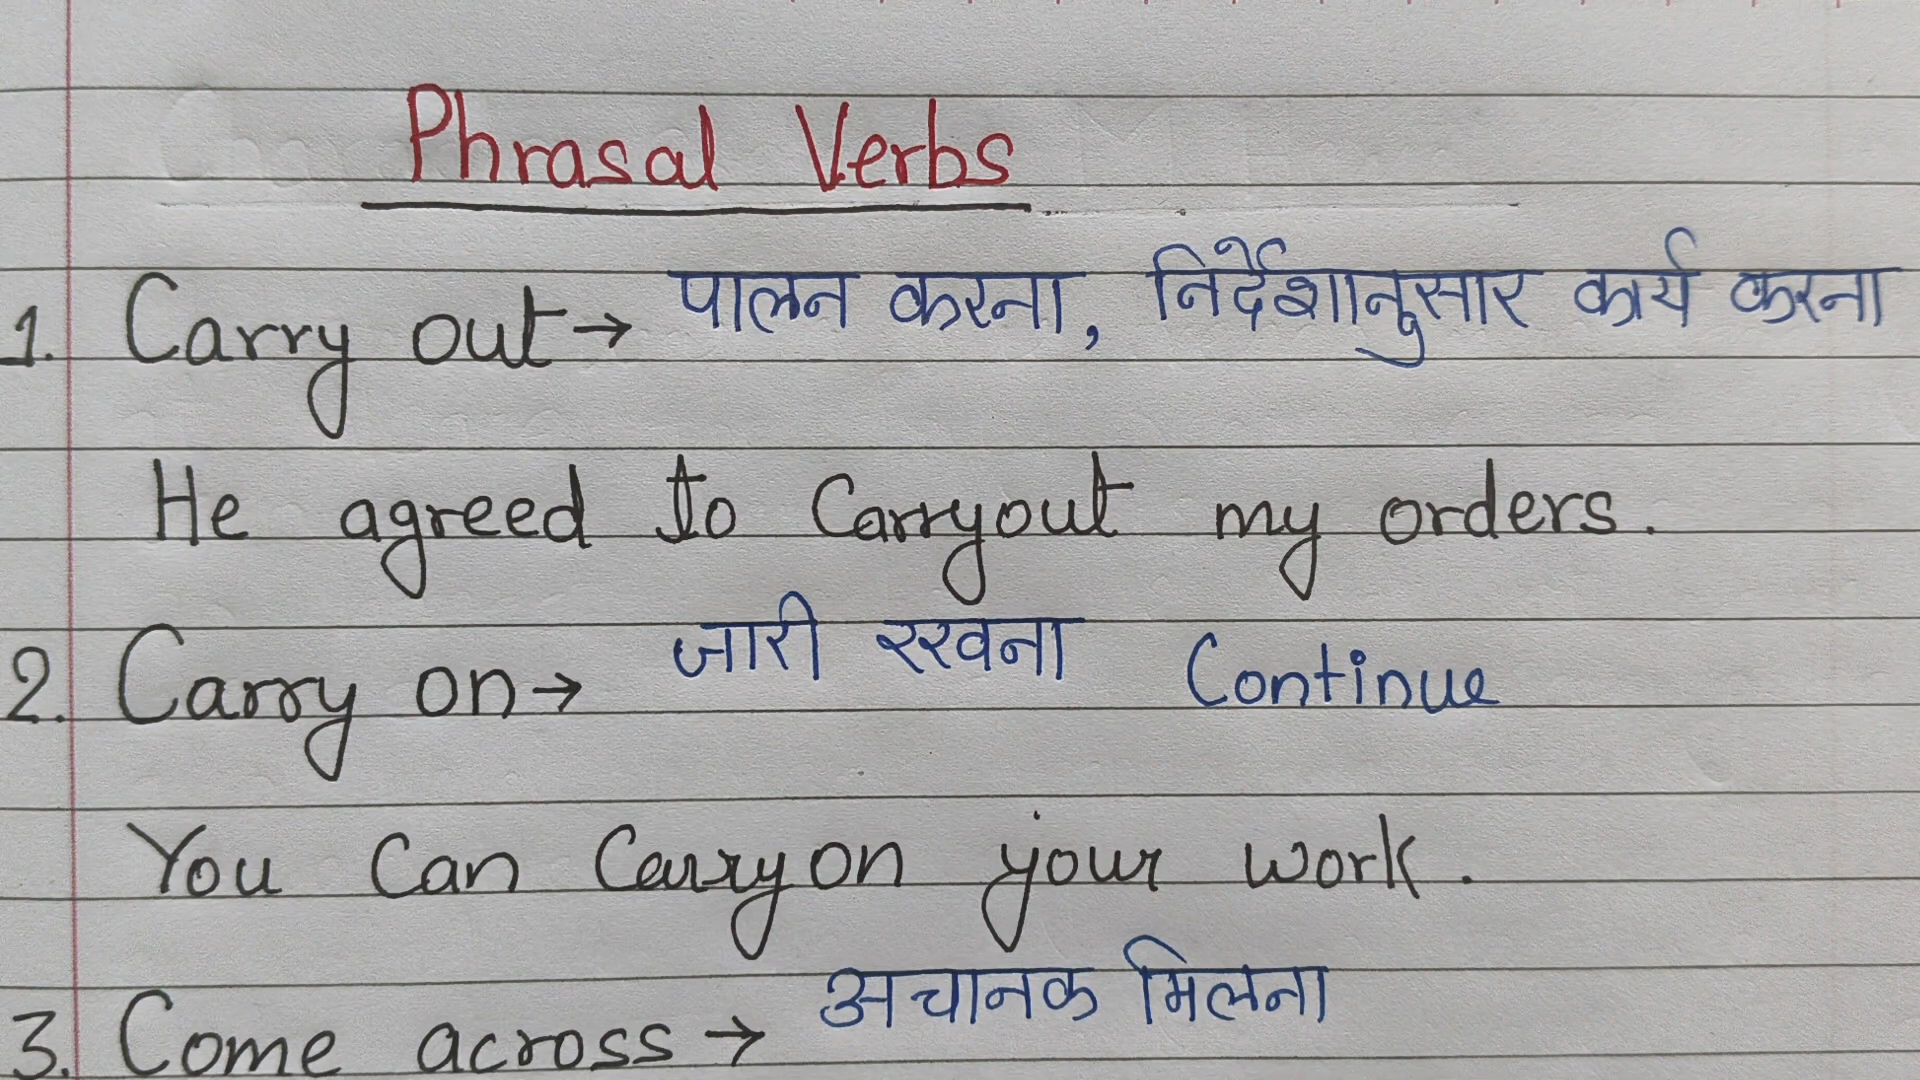 Phrasal Verbs
1. Carry out → पालन करना, निर्देशानुसार कार्य करना
He agreed to Carryout my orders.
2. Carry on → जारी रखना Continue
You Can Carryon your work.
3. Come across → अचानक मिलना